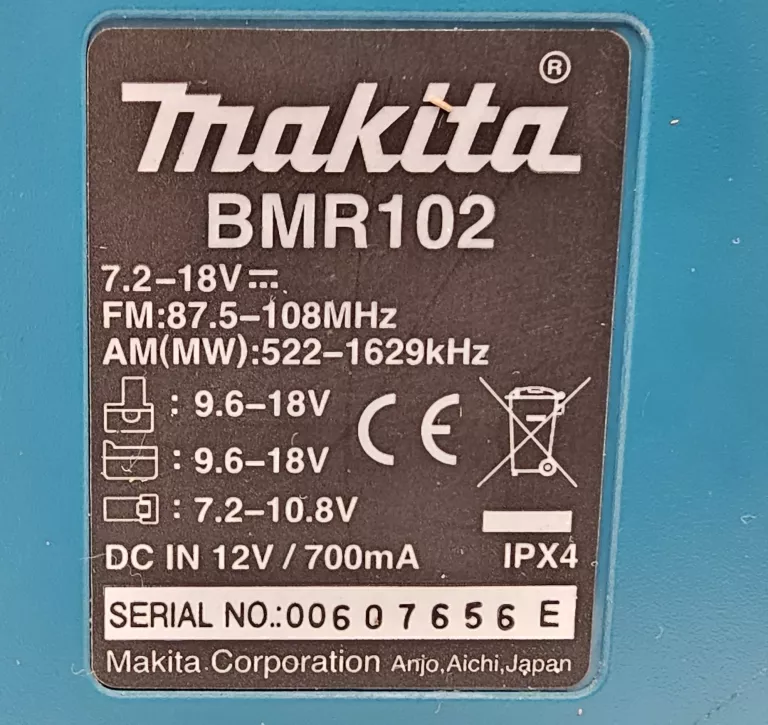 makita®
BMR102
7.2–18V⎓
FM:87.5–108MHz
AM(MW):522–1629kHz
: 9.6–18V
: 9.6–18V
: 7.2–10.8V
CE
DC IN 12V / 700mA IPX4
SERIAL NO.:00607656 E
Makita Corporation Anjo,Aichi,Japan